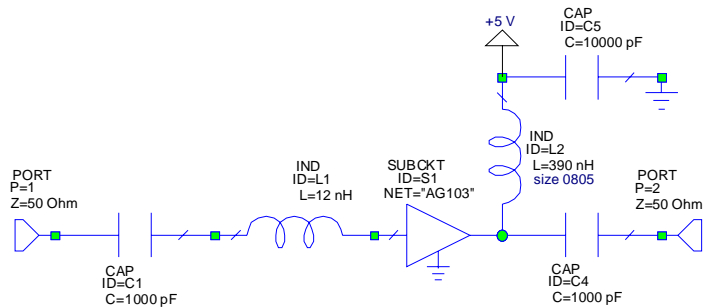 +5 V
CAP
ID=C5
C=10000 pF
IND
ID=L2
L=390 nH
size 0805
PORT
P=1
Z=50 Ohm
IND
ID=L1
L=12 nH
SUBCKT
ID=S1
NET="AG103"
PORT
P=2
Z=50 Ohm
CAP
ID=C1
C=1000 pF
CAP
ID=C4
C=1000 pF